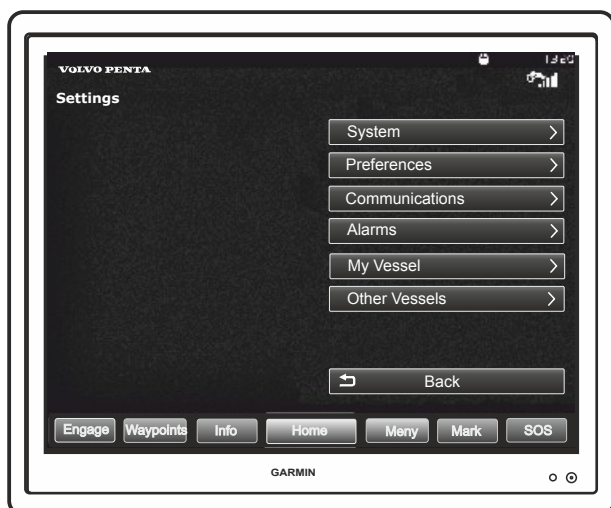 VOLVO PENTA
Settings
System
Preferences
Communications
Alarms
My Vessel
Other Vessels
Back
Engage Waypoints Info Home Meny Mark SOS
GARMIN